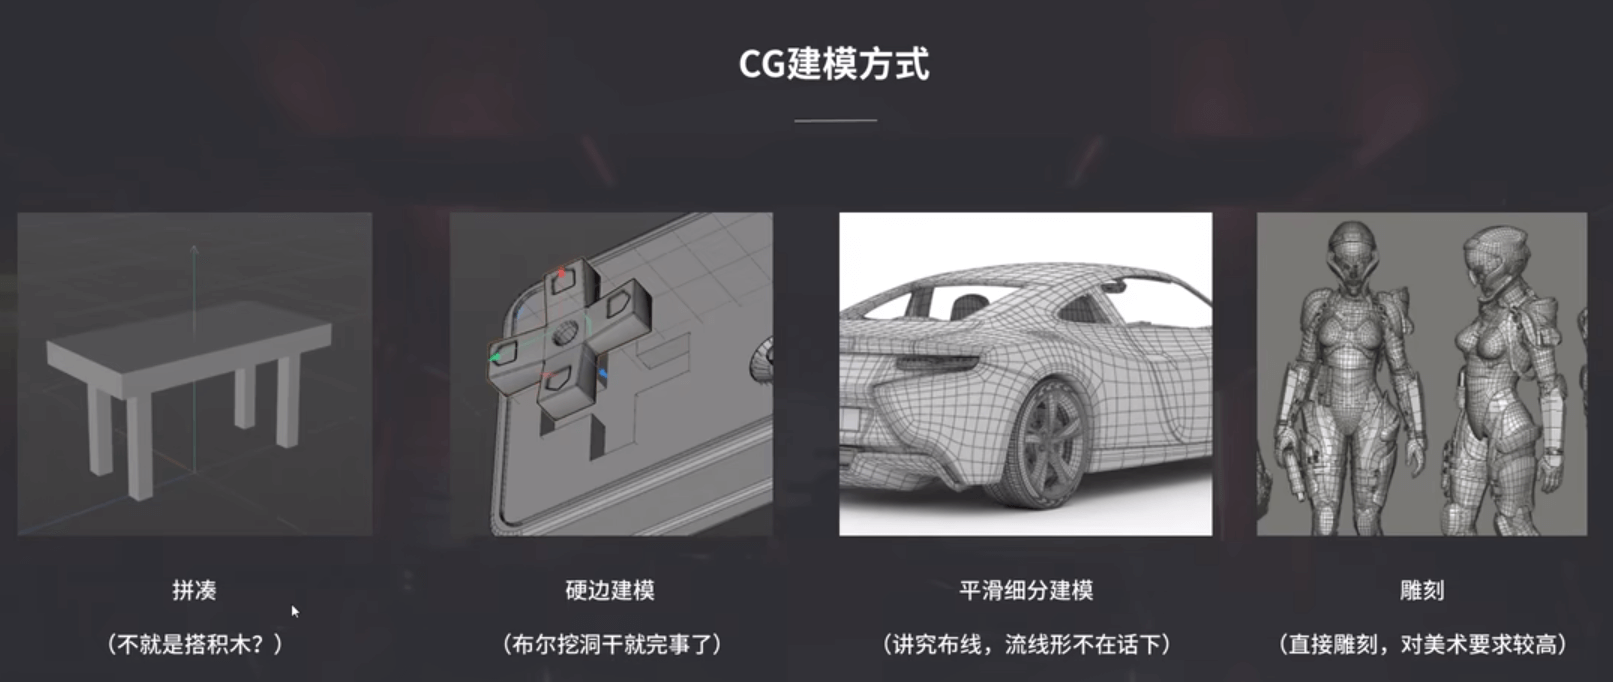 CG建模方式
拼凑
（不就是搭积木？）
硬边建模
（布尔挖洞干就完事了）
平滑细分建模
（讲究布线，流线形不在话下）
雕刻
（直接雕刻，对美术要求较高）